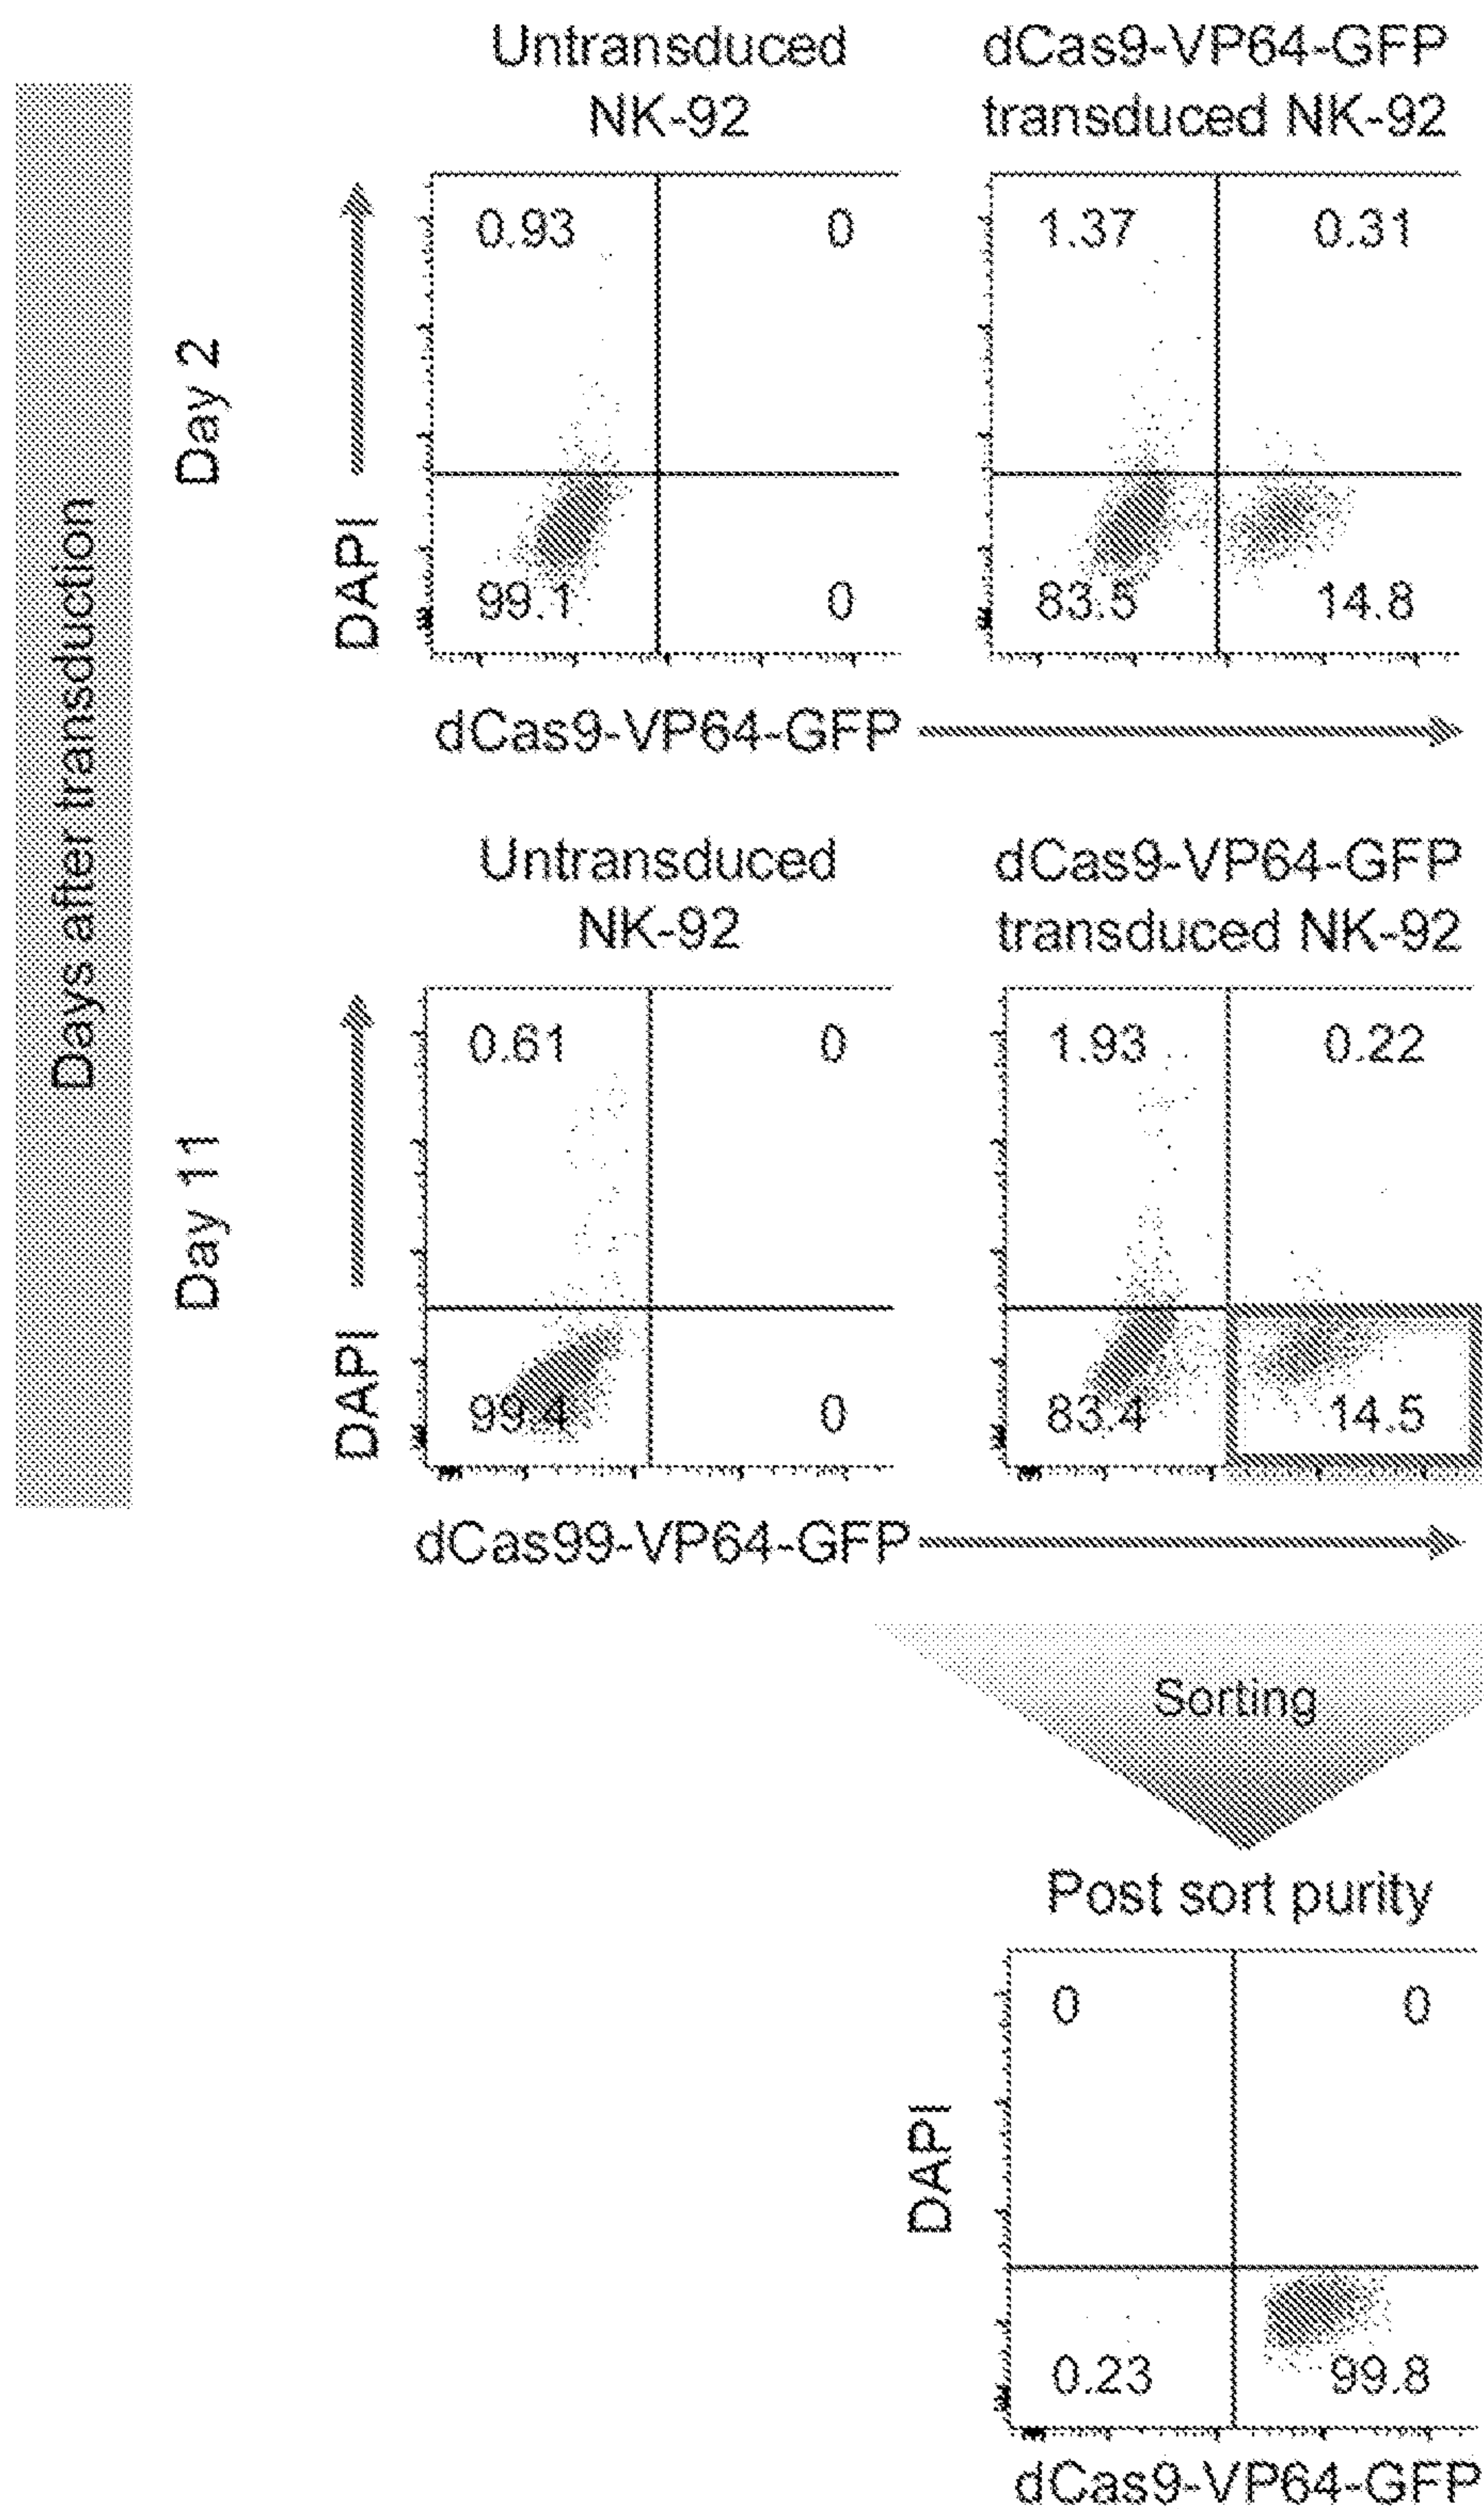 Days after transduction
Day 2
Untransduced
NK-92
dCas9-VP64-GFP
transduced NK-92
DAPI
0.93
0
99.1
0
1.37
0.31
83.5
14.8
dCas9-VP64-GFP
Day 11
Untransduced
NK-92
dCas9-VP64-GFP
transduced NK-92
DAPI
0.61
0
99.4
0
1.93
0.22
83.4
14.5
dCas99-VP64-GFP
Sorting
Post sort purity
DAPI
0
0
0.23
99.8
dCas9-VP64-GFP